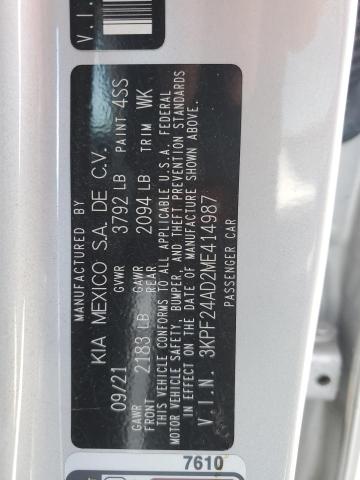 V.I.
MANUFACTURED BY
KIA MEXICO S.A. DE C.V.
09/21 GVWR 3792 LB PAINT 4SS
GAWR FRONT 2183 LB GAWR REAR 2094 LB TRIM WK
THIS VEHICLE CONFORMS TO ALL APPLICABLE U.S.A. FEDERAL
MOTOR VEHICLE SAFETY, BUMPER, AND THEFT PREVENTION STANDARDS
IN EFFECT ON THE DATE OF MANUFACTURE SHOWN ABOVE.
V.I.N. 3KPF24AD2ME414987
PASSENGER CAR
7610